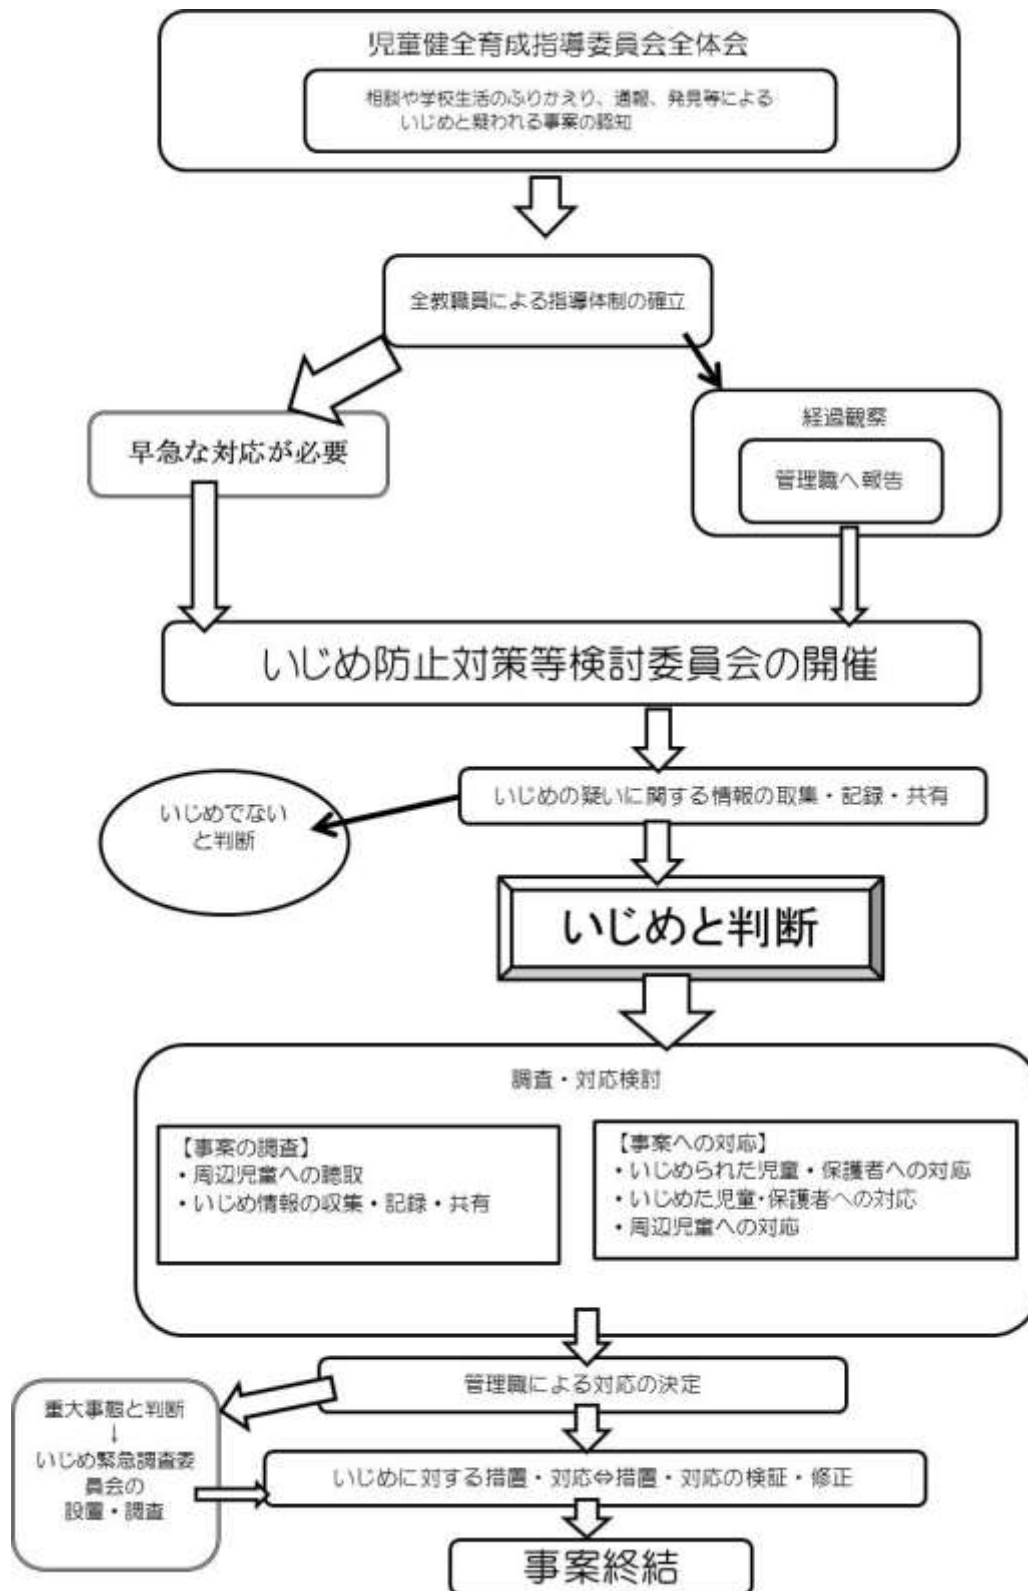 児童健全育成指導委員会全体会
相談や学校生活のふりかえり、通報、発見等による
いじめと疑われる事案の認知
全教職員による指導体制の確立
早急な対応が必要
経過観察
管理職へ報告
いじめ防止対策等検討委員会の開催
いじめの疑いに関する情報の取集・記録・共有
いじめでない
と判断
いじめと判断
調査・対応検討
【事案の調査】
・周辺児童への聴取
・いじめ情報の収集・記録・共有
【事案への対応】
・いじめられた児童・保護者への対応
・いじめた児童・保護者への対応
・周辺児童への対応
管理職による対応の決定
重大事態と判断
↓
いじめ緊急調査委
員会の
設置・調査
いじめに対する措置・対応⇔措置・対応の検証・修正
事案終結